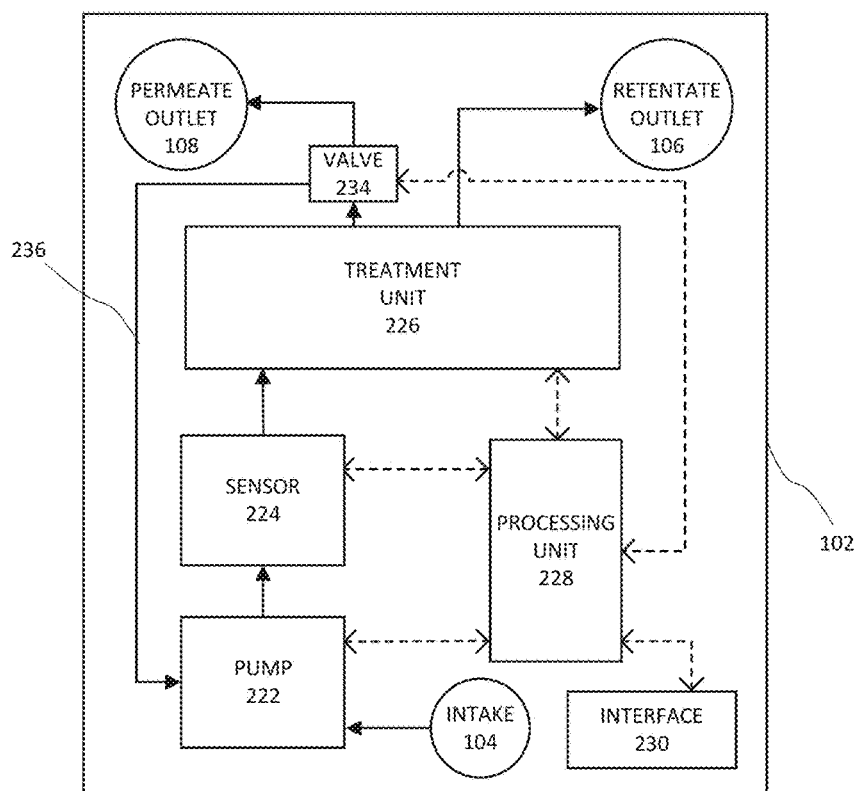 PERMEATE
OUTLET
108
RETENTATE
OUTLET
106
VALVE
234
236
TREATMENT
UNIT
226
SENSOR
224
PROCESSING
UNIT
228
102
PUMP
222
INTAKE
104
INTERFACE
230